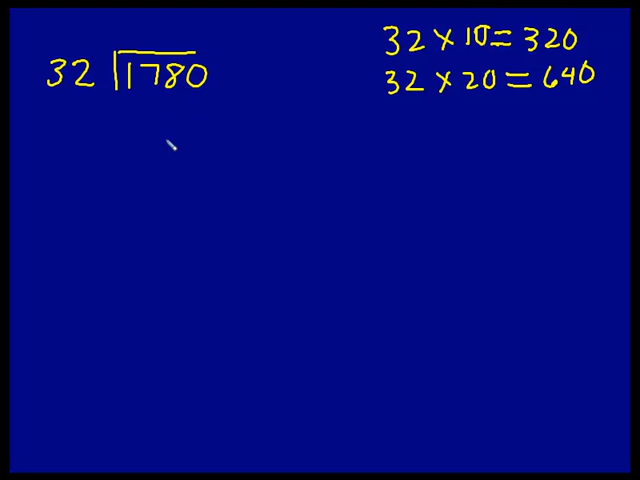 32 × 10 = 320
32 1780
32 × 20 = 640